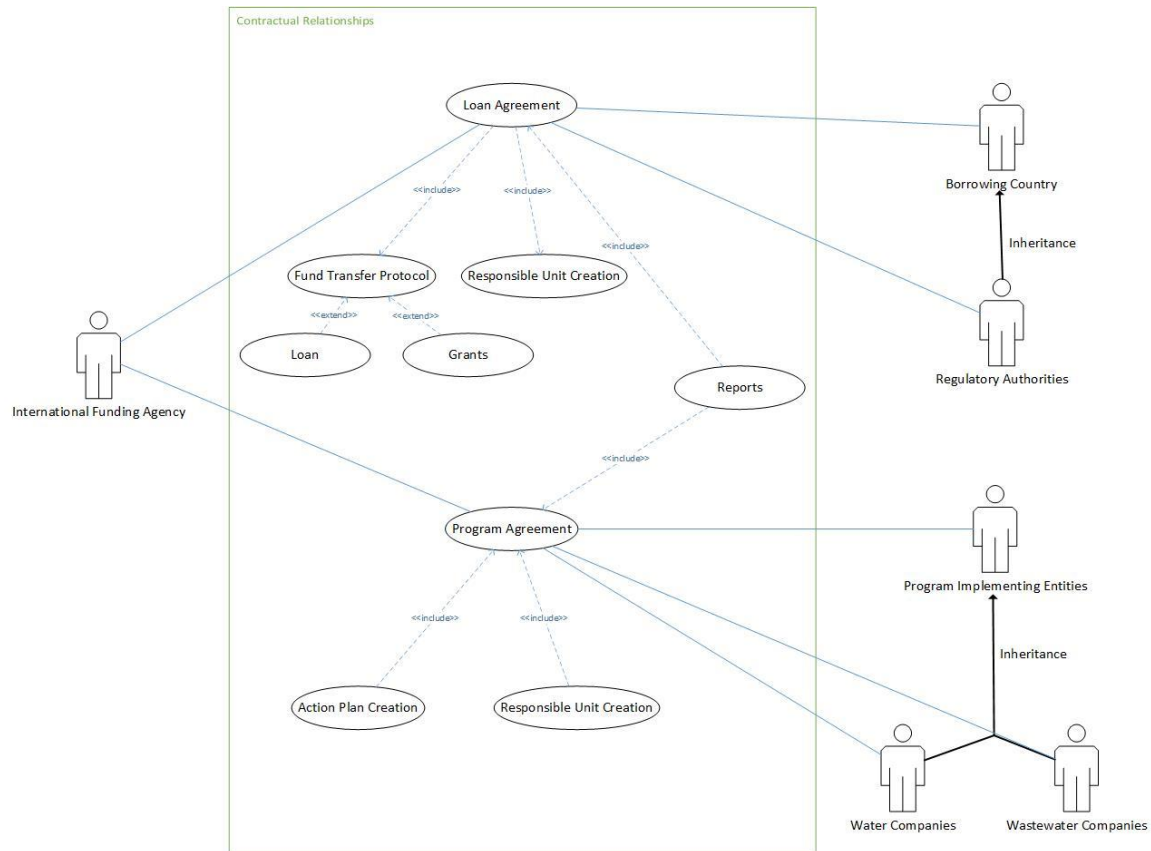 Contractual Relationships
Loan Agreement
Borrowing Country
<<include>>
<<include>>
<<include>>
Inheritance
Fund Transfer Protocol
Responsible Unit Creation
<<extend>>
<<extend>>
Loan
Grants
Reports
Regulatory Authorities
International Funding Agency
<<include>>
Program Agreement
Program Implementing Entities
<<include>>
<<include>>
Inheritance
Action Plan Creation
Responsible Unit Creation
Water Companies
Wastewater Companies